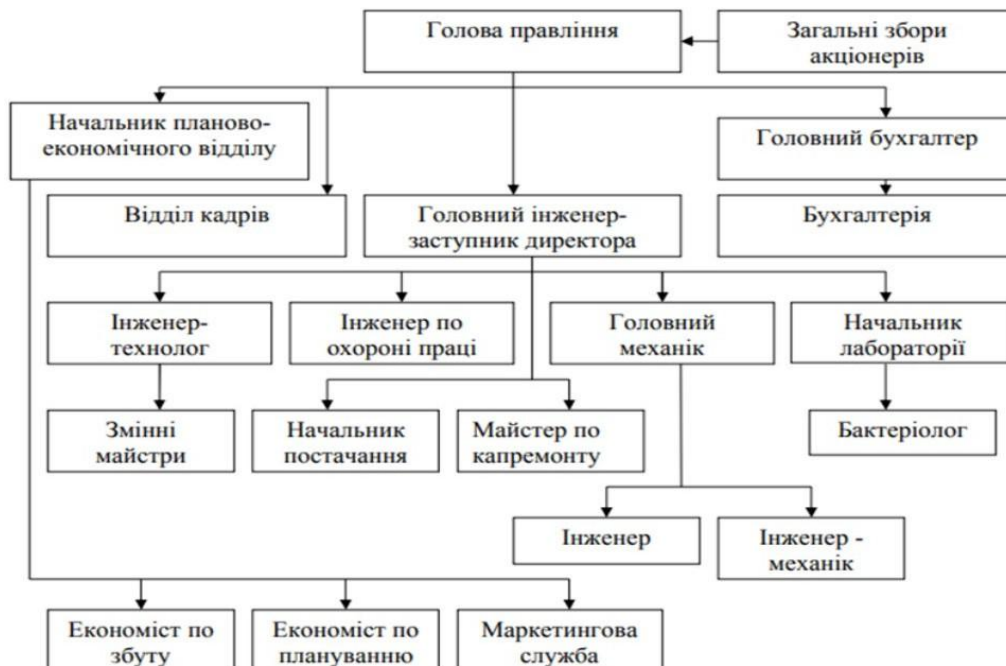 Голова правління
Загальні збори
акціонерів
Начальник планово-
економічного відділу
Головний бухгалтер
Відділ кадрів
Головний інженер-
заступник директора
Бухгалтерія
Інженер-
технолог
Інженер по
охороні праці
Головний
механік
Начальник
лабораторії
Змінні
майстри
Начальник
постачання
Майстер по
капремонту
Бактеріолог
Інженер
Інженер -
механік
Економіст по
збуту
Економіст по
плануванню
Маркетингова
служба